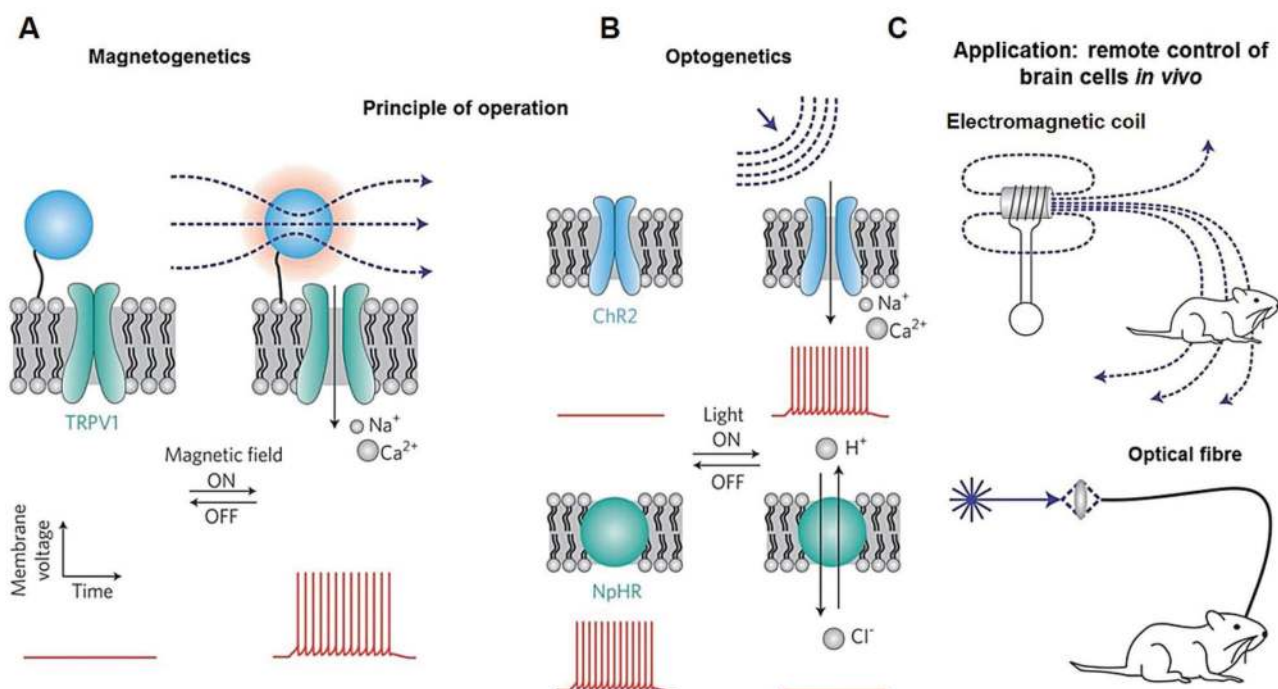 A
Magnetogenetics
B
Optogenetics
C
Application: remote control of
brain cells in vivo
Principle of operation
Electromagnetic coil
TRPV1
Na⁺
Ca²⁺
Magnetic field
ON
OFF
Membrane
voltage
Time
ChR2
Na⁺
Ca²⁺
Light
ON
OFF
H⁺
NpHR
Cl⁻
Optical fibre